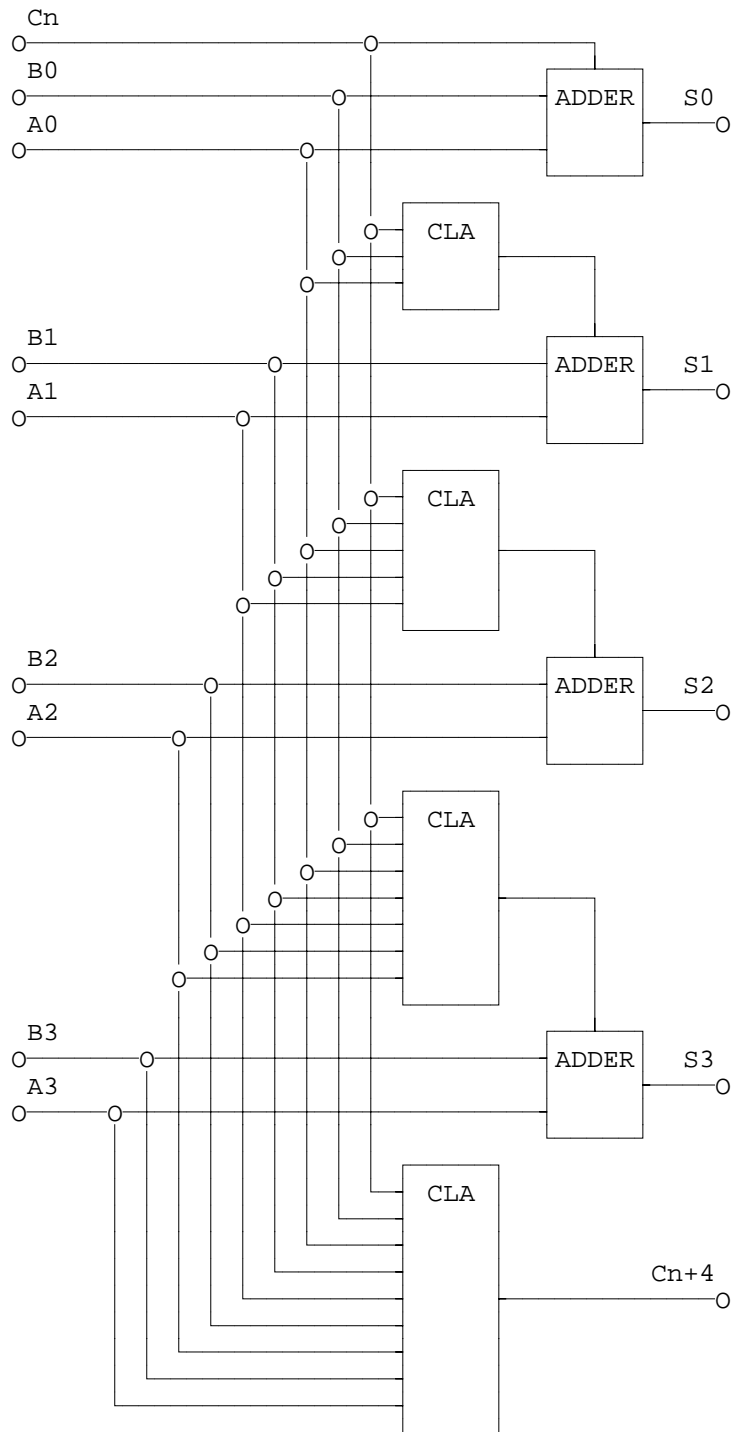 Cn
B0
ADDER
S0
A0
CLA
B1
ADDER
S1
A1
CLA
B2
ADDER
S2
A2
CLA
B3
ADDER
S3
A3
CLA
Cn+4